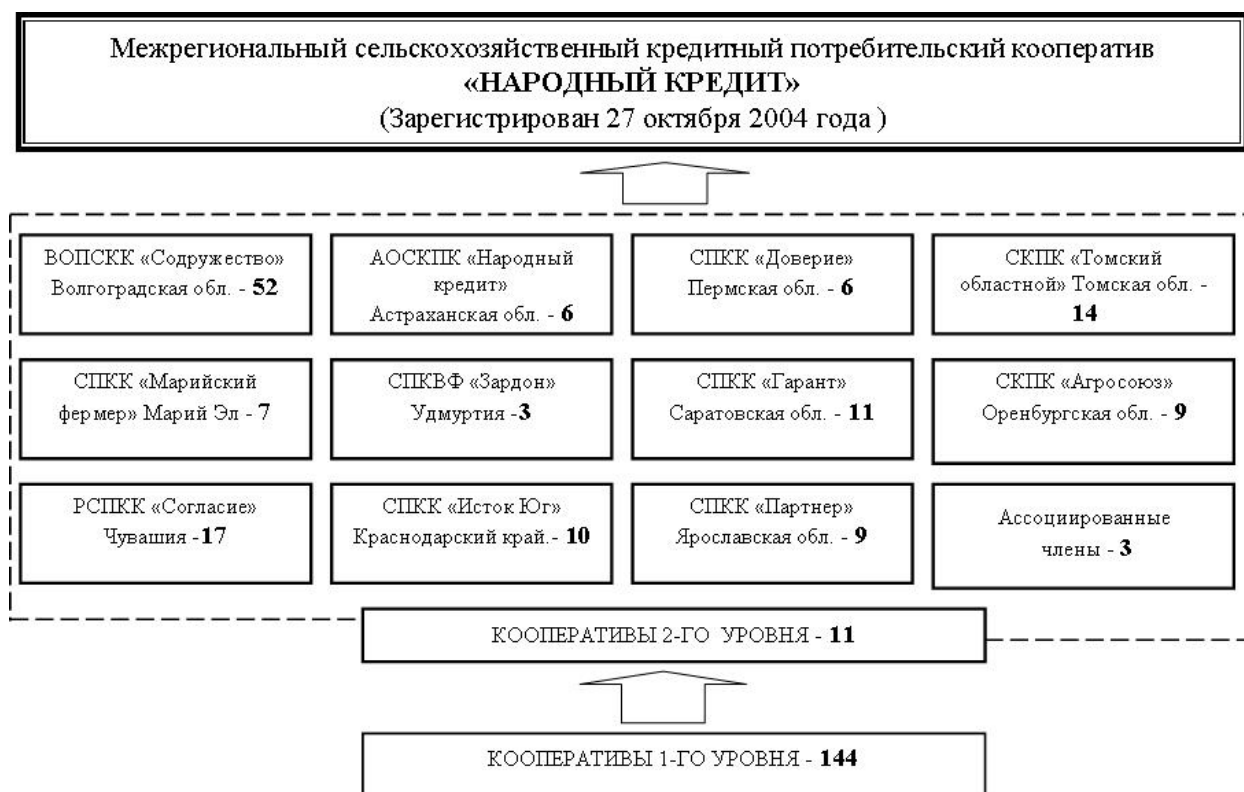 Межрегиональный сельскохозяйственный кредитный потребительский кооператив
«НАРОДНЫЙ КРЕДИТ»
(Зарегистрирован 27 октября 2004 года )
ВОПСКК «Содружество»
Волгоградская обл. - 52
АОСКПК «Народный
кредит»
Астраханская обл. - 6
СПКК «Доверие»
Пермская обл. - 6
СКПК «Томский
областной» Томская обл. -
14
СПКК «Марийский
фермер» Марий Эл - 7
СПКВФ «Зардон»
Удмуртия -3
СПКК «Гарант»
Саратовская обл. - 11
СКПК «Агросоюз»
Оренбургская обл. - 9
РСПКК «Согласие»
Чувашия -17
СПКК «Исток Юг»
Краснодарский край.- 10
СПКК «Партнер»
Ярославская обл. - 9
Ассоциированные
члены - 3
КООПЕРАТИВЫ 2-ГО УРОВНЯ - 11
КООПЕРАТИВЫ 1-ГО УРОВНЯ - 144